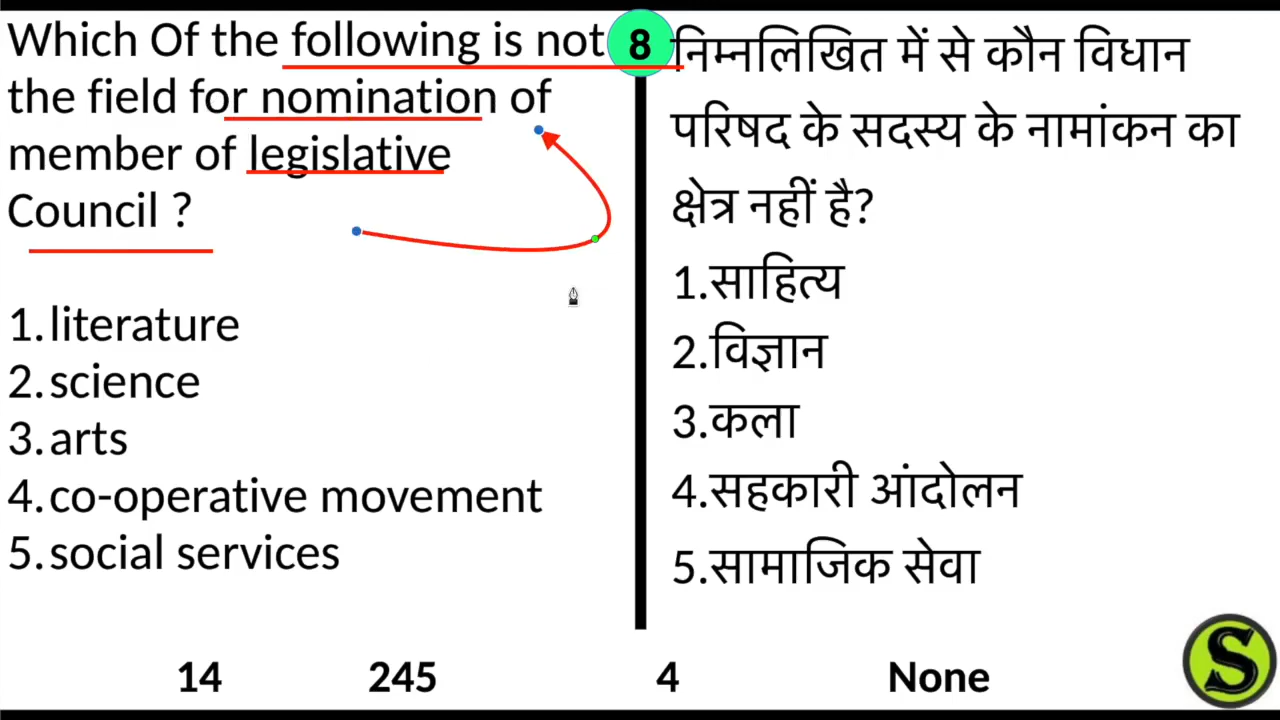 Which Of the following is not
the field for nomination of
member of legislative
Council ?
1. literature
2. science
3. arts
4. co-operative movement
5. social services
8
निम्नलिखित में से कौन विधान
परिषद के सदस्य के नामांकन का
क्षेत्र नहीं है?
1.साहित्य
2.विज्ञान
3.कला
4.सहकारी आंदोलन
5.सामाजिक सेवा
14 245 4 None
S